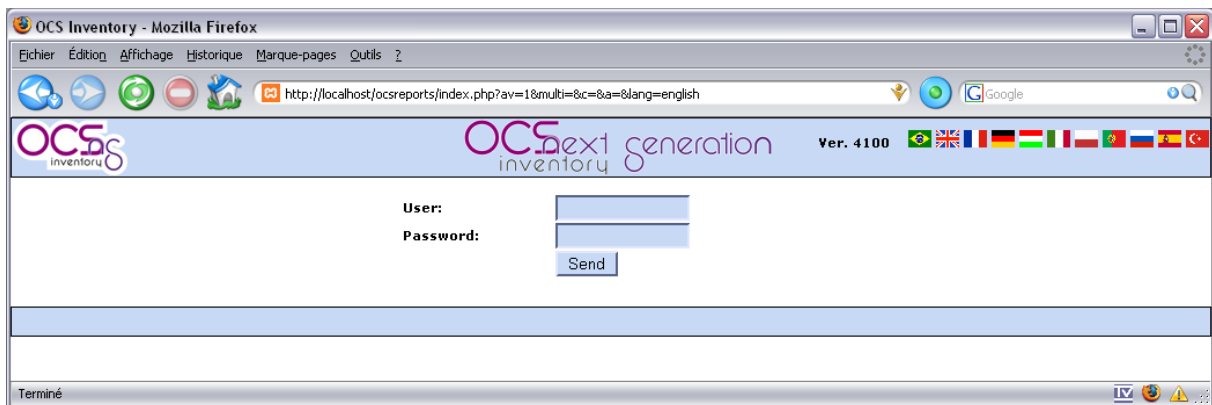 OCS Inventory - Mozilla Firefox
Fichier Édition Affichage Historique Marque-pages Outils ?
http://localhost/ocsreports/index.php?av=1&multi=&c=&a=&lang=english
Google
OCS ng
inventory
OCS next generation
inventory
Ver. 4100
User:
Password:
Send
Terminé